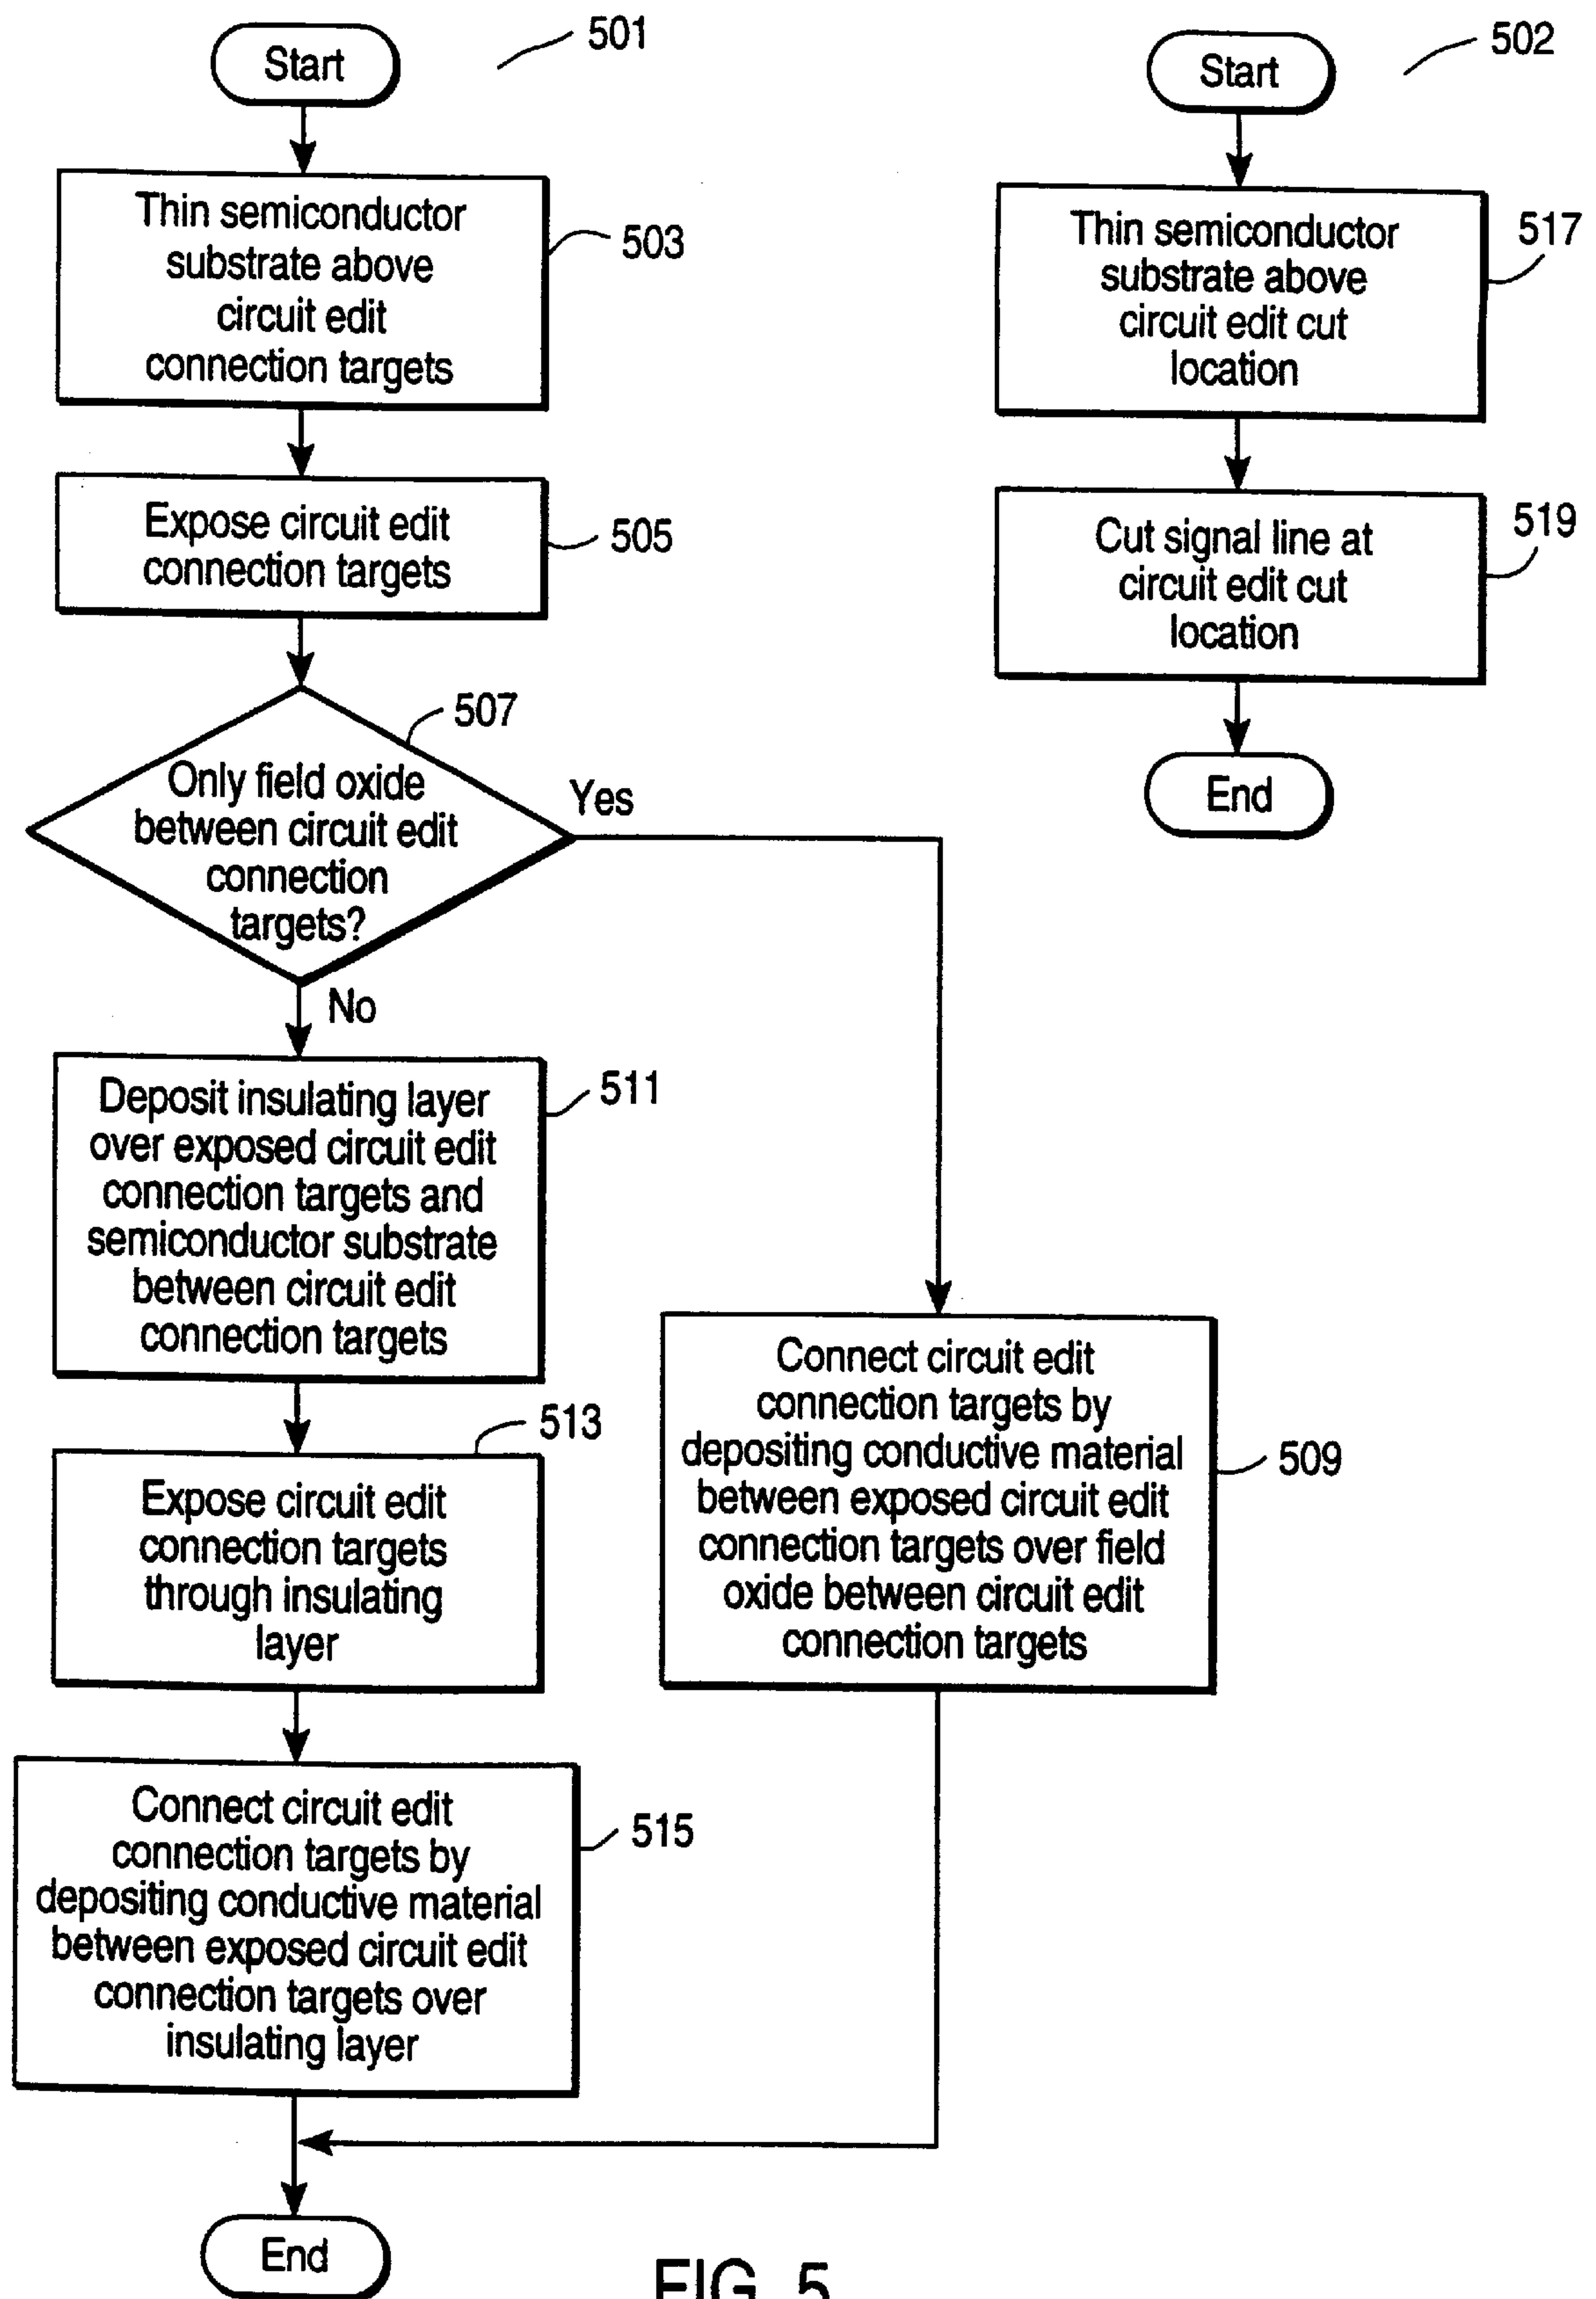 Start
501
Thin semiconductor
substrate above
circuit edit
connection targets
503
Expose circuit edit
connection targets
505
507
Only field oxide
between circuit edit
connection
targets?
Yes
No
Deposit insulating layer
over exposed circuit edit
connection targets and
semiconductor substrate
between circuit edit
connection targets
511
Expose circuit edit
connection targets
through insulating
layer
513
Connect circuit edit
connection targets by
depositing conductive material
between exposed circuit edit
connection targets over
insulating layer
515
Connect circuit edit
connection targets by
depositing conductive material
between exposed circuit edit
connection targets over field
oxide between circuit edit
connection targets
509
End
Start
502
Thin semiconductor
substrate above
circuit edit cut
location
517
Cut signal line at
circuit edit cut
location
519
End
FIG. 5